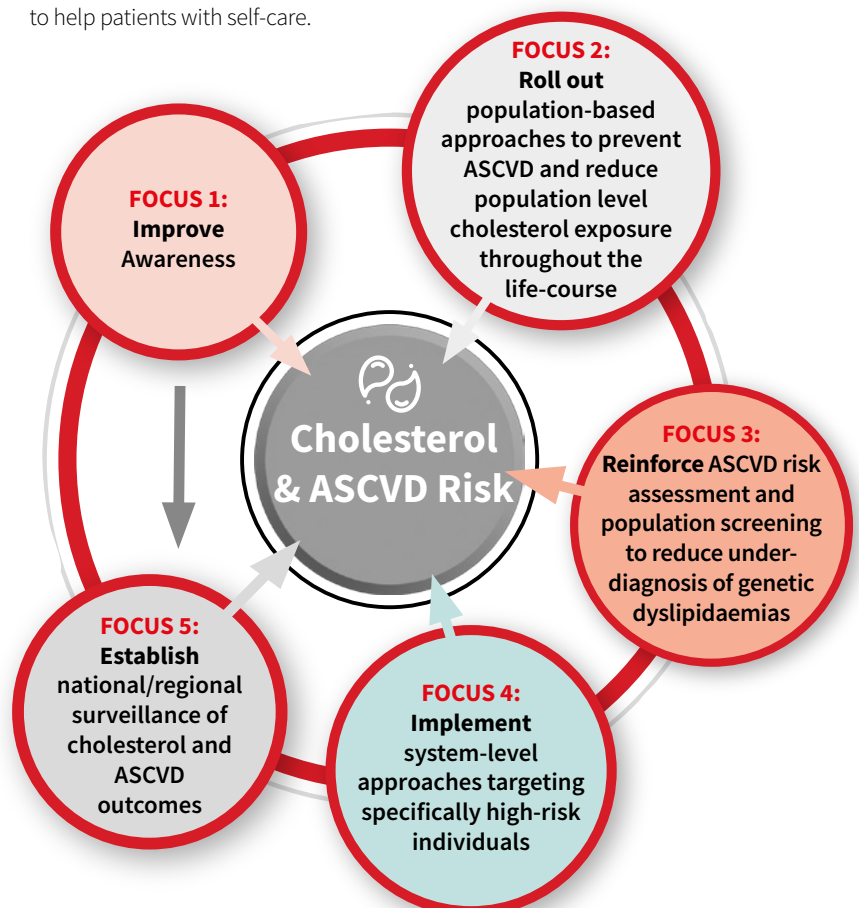 to help patients with self-care.
FOCUS 1:
Improve
Awareness
FOCUS 2:
Roll out
population-based
approaches to prevent
ASCVD and reduce
population level
cholesterol exposure
throughout the
life-course
FOCUS 3:
Reinforce ASCVD risk
assessment and
population screening
to reduce under-
diagnosis of genetic
dyslipidaemias
FOCUS 4:
Implement
system-level
approaches targeting
specifically high-risk
individuals
FOCUS 5:
Establish
national/regional
surveillance of
cholesterol and
ASCVD
outcomes
Cholesterol
& ASCVD Risk